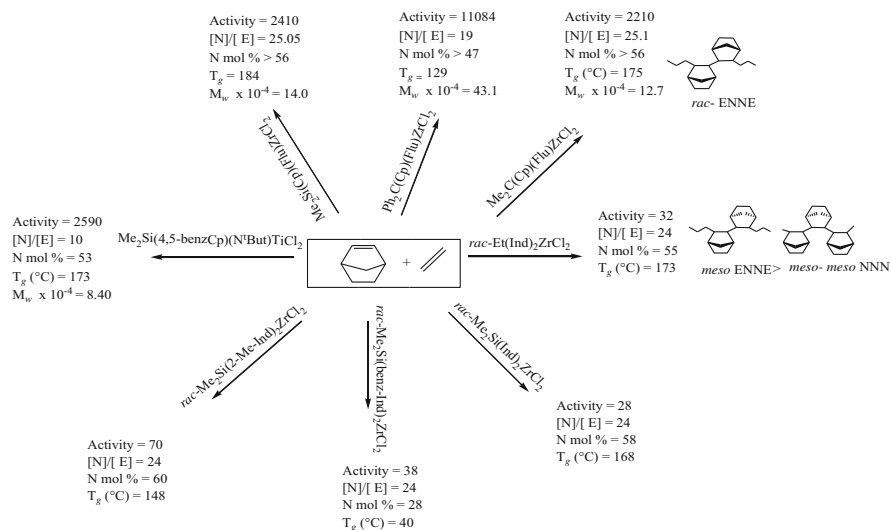 Activity = 2410
[N]/[ E] = 25.05
N mol % > 56
Tg = 184
Mw x 10-4 = 14.0
Activity = 11084
[N]/[ E] = 19
N mol % > 47
Tg = 129
Mw x 10-4 = 43.1
Activity = 2210
[N]/[ E] = 25.1
N mol % > 56
Tg (°C) = 175
Mw x 10-4 = 12.7
rac- ENNE
Me2Si(Cp)(Flu)ZrCl2
Ph2C(Cp)(Flu)ZrCl2
Me2C(Cp)(Flu)ZrCl2
Activity = 2590
[N]/[E] = 10
N mol % = 53
Tg (°C) = 173
Mw x 10-4 = 8.40
Me2Si(4,5-benzCp)(NtBut)TiCl2
+
rac-Et(Ind)2ZrCl2
Activity = 32
[N]/[E] = 24
N mol % = 55
Tg (°C) = 173
meso ENNE>
meso- meso NNN
rac-Me2Si(2-Me-Ind)2ZrCl2
rac-Me2Si(benz-Ind)2ZrCl2
rac-Me2Si(Ind)2ZrCl2
Activity = 70
[N]/[ E] = 24
N mol % = 60
Tg (°C) = 148
Activity = 38
[N]/[ E] = 24
N mol % = 28
Tg (°C) = 40
Activity = 28
[N]/[ E] = 24
N mol % = 58
Tg (°C) = 168